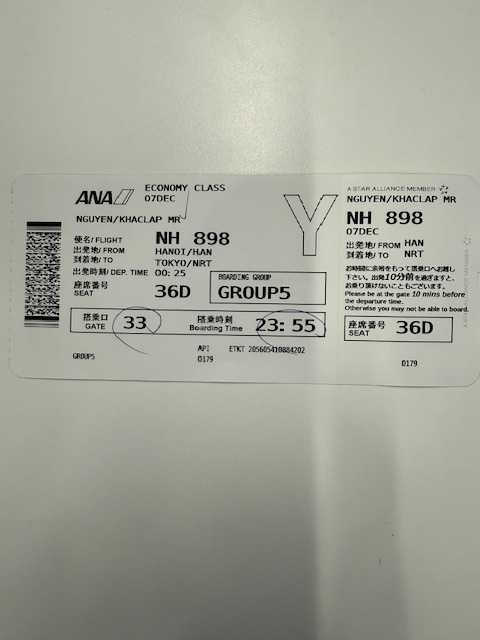 ANA
ECONOMY CLASS
07DEC
NGUYEN/KHACLAP MR
便名/FLIGHT NH 898
出発地/FROM HANOI/HAN
到着地/TO TOKYO/NRT
出発時刻/DEP. TIME 00:25
座席番号
SEAT 36D
BOARDING GROUP
GROUP5
搭乗口
GATE 33
搭乗時刻
Boarding Time 23:55
GROUP5
API
0179
ETKT 205605410884202
Y
A STAR ALLIANCE MEMBER
NGUYEN/KHACLAP MR
NH 898
07DEC
出発地/FROM HAN
到着地/TO NRT
お時間に余裕をもって搭乗口へお越し
下さい。出発10分前を過ぎますと、
お乗り頂けないこともございます。
Please be at the gate 10 mins before
the departure time.
Otherwise you may not be able to board.
座席番号
SEAT 36D
0179